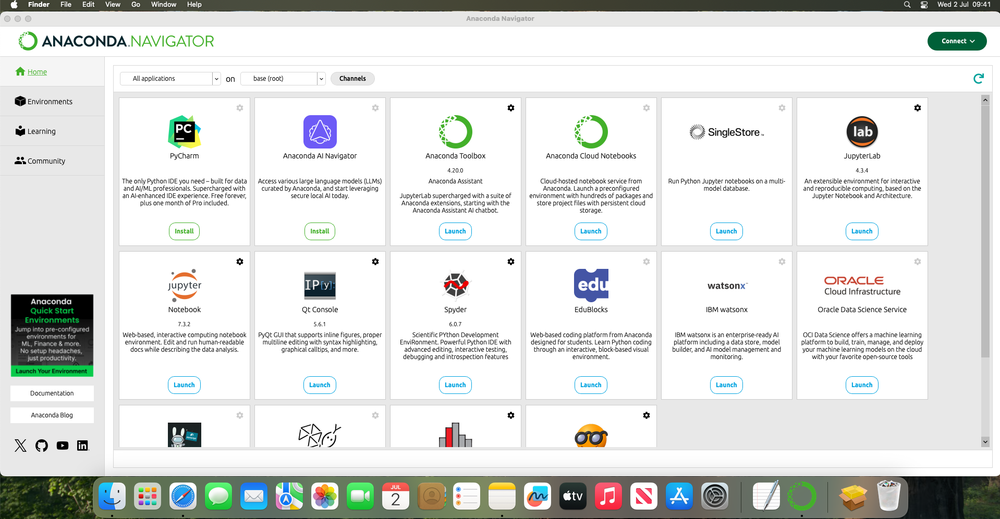 Finder File Edit View Go Window Help
Wed 2 Jul 09:41
Anaconda Navigator
ANACONDA.NAVIGATOR
Connect
Home
Environments
Learning
Community
All applications
on
base (root)
Channels
PC
PyCharm
The only Python IDE you need – built for data
and AI/ML professionals. Supercharged with
an AI-enhanced IDE experience. Free forever,
plus one month of Pro included.
Install
Anaconda AI Navigator
Access various large language models (LLMs)
curated by Anaconda, and start leveraging
secure local AI today.
Install
Anaconda Toolbox
4.20.0
Anaconda Assistant
JupyterLab supercharged with a suite of
Anaconda extensions, starting with the
Anaconda Assistant AI chatbot.
Launch
Anaconda Cloud Notebooks
Cloud-hosted notebook service from
Anaconda. Launch a preconfigured
environment with hundreds of packages and
store project files with persistent cloud
storage.
Launch
SingleStore™
Run Python Jupyter notebooks on a multi-
model database.
Launch
lab
JupyterLab
4.3.4
An extensible environment for interactive
and reproducible computing, based on the
Jupyter Notebook and Architecture.
Launch
jupyter
Notebook
7.3.2
Web-based, interactive computing notebook
environment. Edit and run human-readable
docs while describing the data analysis.
Launch
IP[y]:
Qt Console
5.6.1
PyQt GUI that supports inline figures, proper
multiline editing with syntax highlighting,
graphical calltips, and more.
Launch
Spyder
6.0.7
Scientific PYthon Development
EnviRonment. Powerful Python IDE with
advanced editing, interactive testing,
debugging and introspection features
Launch
edu
EduBlocks
Web-based coding platform from Anaconda
designed for students. Learn Python coding
through an interactive, block-based visual
environment.
Launch
watsonx™
IBM watsonx
IBM watsonx is an enterprise-ready AI
platform including a data store, model
builder, and AI model management and
monitoring.
Launch
ORACLE
Cloud Infrastructure
Oracle Data Science Service
OCI Data Science offers a machine learning
platform to build, train, manage, and deploy
your machine learning models on the cloud
with your favorite open-source tools
Launch
Anaconda
Quick Start
Environments
Jump into pre-configured
environments for
ML, Finance & more.
No setup headaches,
just productivity.
Launch Your Environment
Documentation
Anaconda Blog
X
in
JUL
2
tv